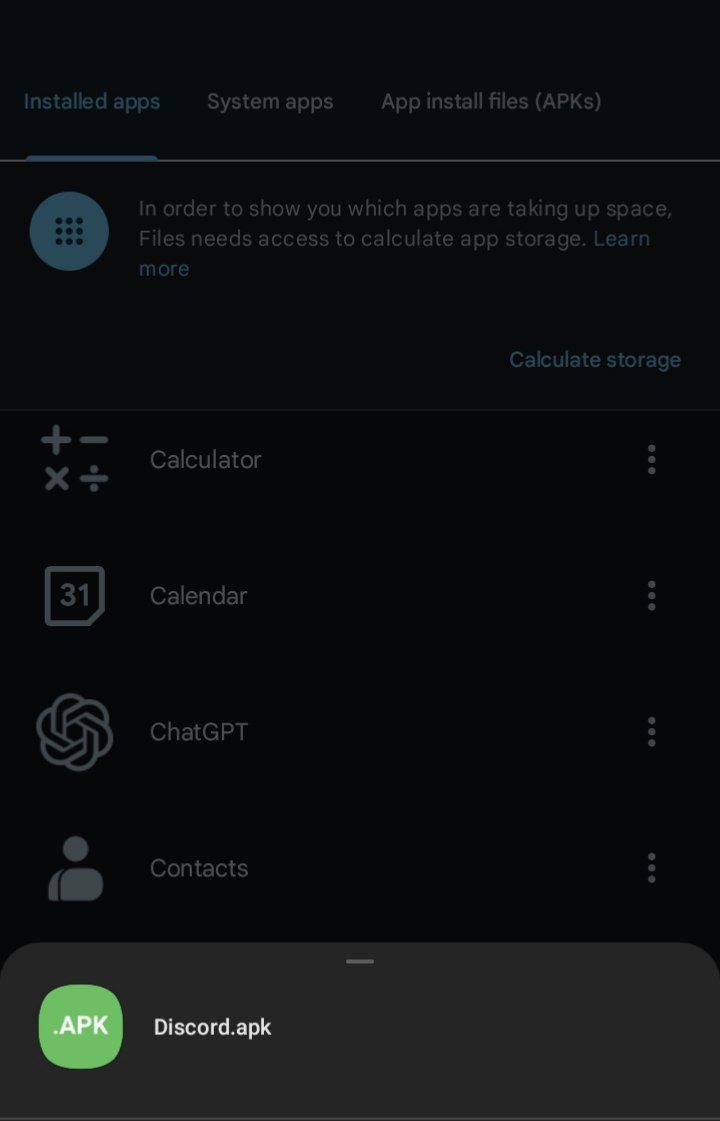 Installed apps System apps App install files (APKs)
In order to show you which apps are taking up space,
Files needs access to calculate app storage. Learn
more
Calculate storage
Calculator
31 Calendar
ChatGPT
Contacts
.APK Discord.apk